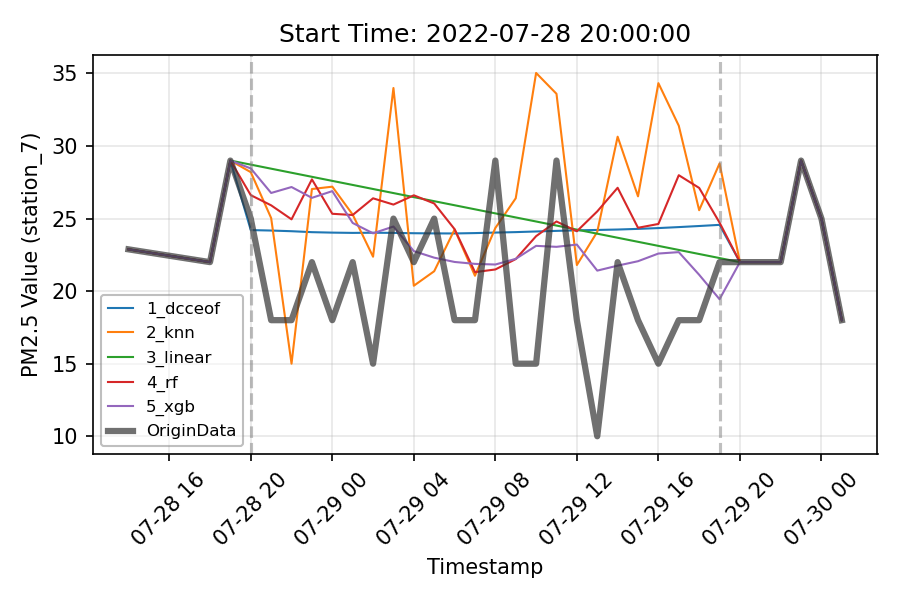 Start Time: 2022-07-28 20:00:00
PM2.5 Value (station_7)
35
30
25
20
15
10
1_dcceof
2_knn
3_linear
4_rf
5_xgb
OriginData
07-28 16
07-28 20
07-29 00
07-29 04
07-29 08
07-29 12
07-29 16
07-29 20
07-30 00
Timestamp